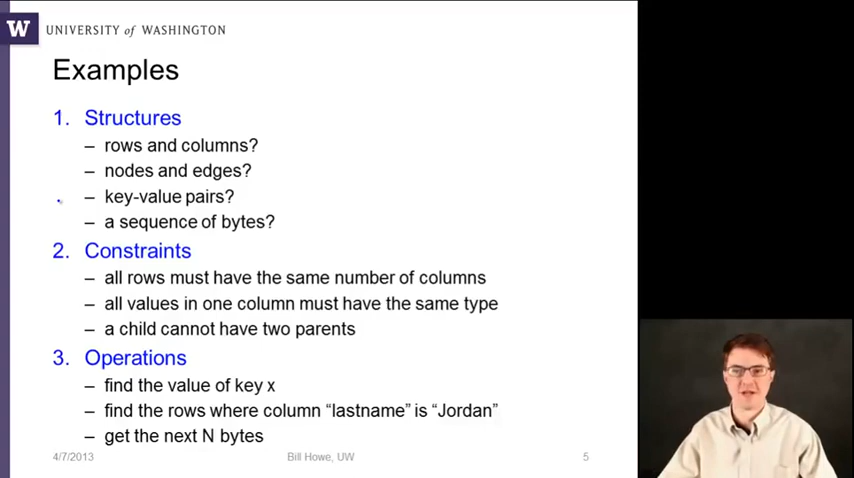 W UNIVERSITY of WASHINGTON
Examples
1. Structures
– rows and columns?
– nodes and edges?
– key-value pairs?
– a sequence of bytes?
2. Constraints
– all rows must have the same number of columns
– all values in one column must have the same type
– a child cannot have two parents
3. Operations
– find the value of key x
– find the rows where column “lastname” is “Jordan”
– get the next N bytes
4/7/2013 Bill Howe, UW 5